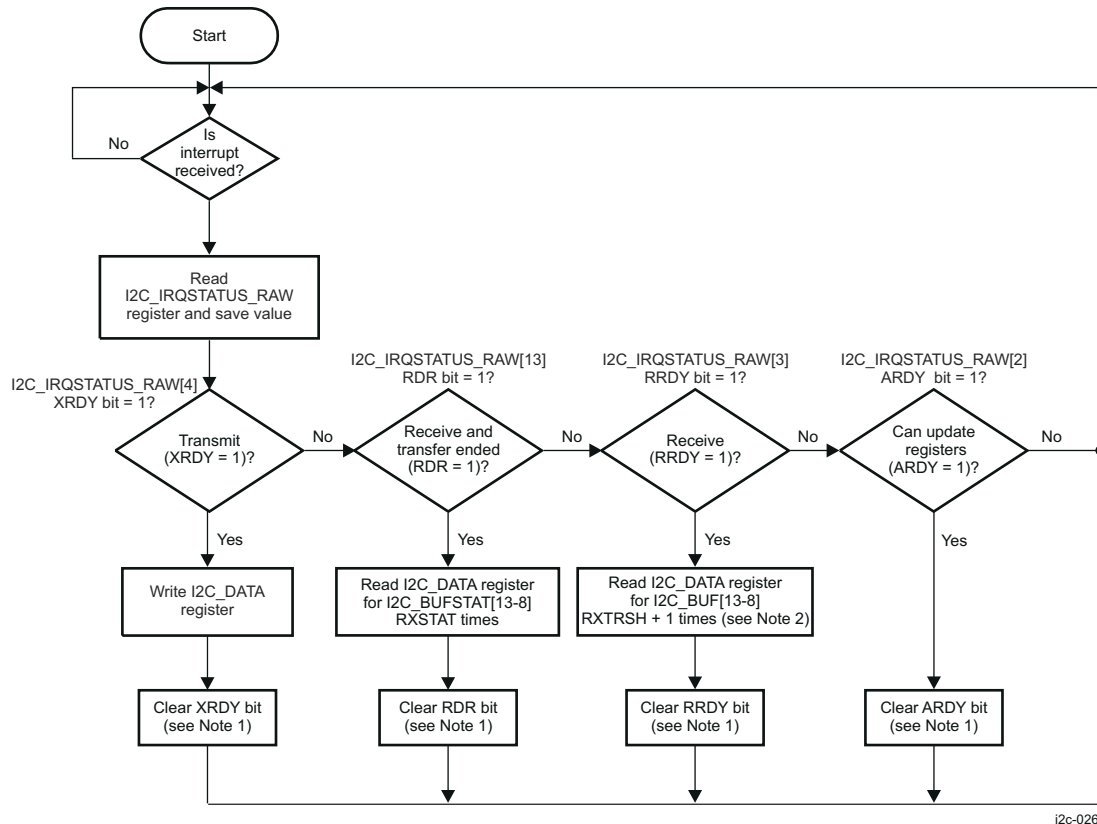 Start
No
Is
interrupt
received?
Read
I2C_IRQSTATUS_RAW
register and save value
I2C_IRQSTATUS_RAW[4]
XRDY bit = 1?
I2C_IRQSTATUS_RAW[13]
RDR bit = 1?
I2C_IRQSTATUS_RAW[3]
RRDY bit = 1?
I2C_IRQSTATUS_RAW[2]
ARDY bit = 1?
Transmit
(XRDY = 1)?
No
Receive and
transfer ended
(RDR = 1)?
No
Receive
(RRDY = 1)?
No
Can update
registers
(ARDY = 1)?
No
Yes
Yes
Yes
Yes
Write I2C_DATA
register
Read I2C_DATA register
for I2C_BUFSTAT[13-8]
RXSTAT times
Read I2C_DATA register
for I2C_BUF[13-8]
RXTRSH + 1 times (see Note 2)
Clear XRDY bit
(see Note 1)
Clear RDR bit
(see Note 1)
Clear RRDY bit
(see Note 1)
Clear ARDY bit
(see Note 1)
i2c-026